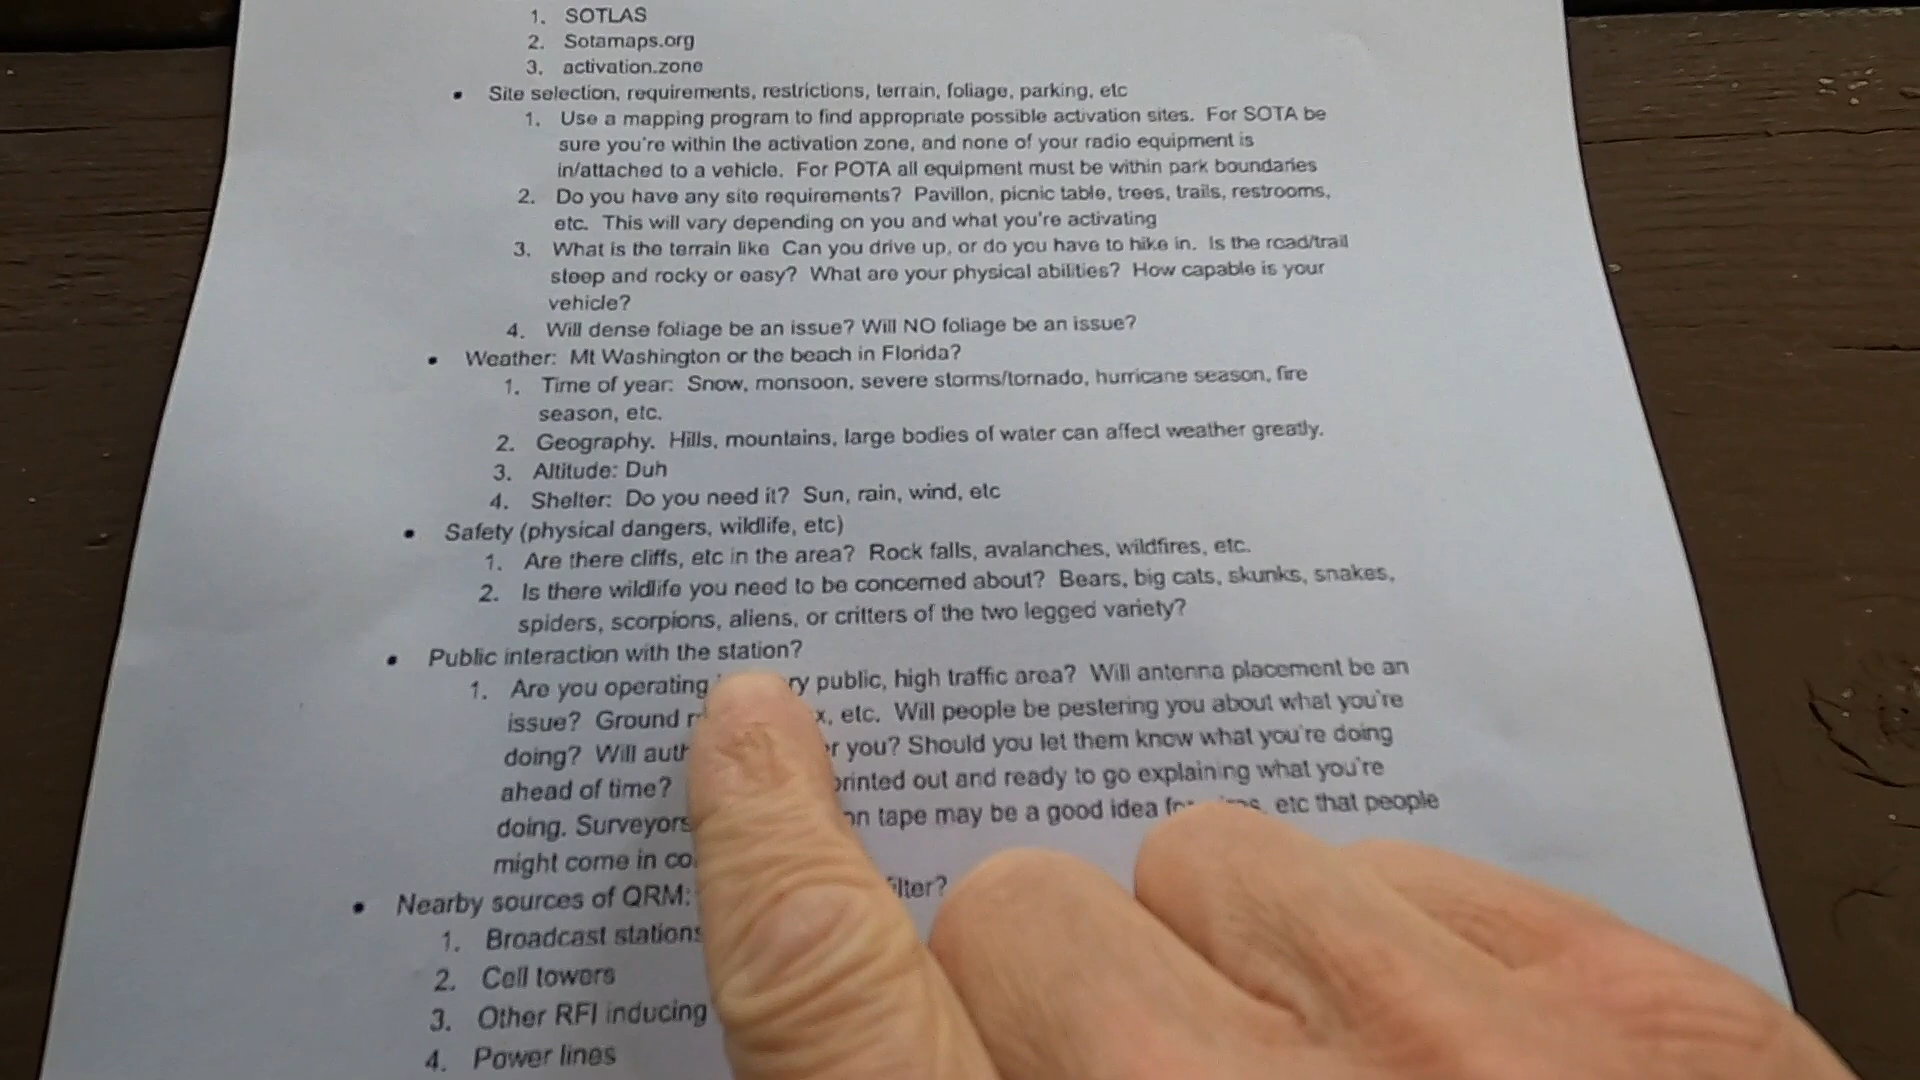 1. SOTLAS
2. Sotamaps.org
3. activation.zone
• Site selection, requirements, restrictions, terrain, foliage, parking, etc
1. Use a mapping program to find appropriate possible activation sites. For SOTA be
sure you're within the activation zone, and none of your radio equipment is
in/attached to a vehicle. For POTA all equipment must be within park boundaries
2. Do you have any site requirements? Pavillon, picnic table, trees, trails, restrooms,
etc. This will vary depending on you and what you're activating
3. What is the terrain like Can you drive up, or do you have to hike in. Is the road/trail
steep and rocky or easy? What are your physical abilities? How capable is your
vehicle?
4. Will dense foliage be an issue? Will NO foliage be an issue?
• Weather: Mt Washington or the beach in Florida?
1. Time of year: Snow, monsoon, severe storms/tornado, hurricane season, fire
season, etc.
2. Geography. Hills, mountains, large bodies of water can affect weather greatly.
3. Altitude: Duh
4. Shelter: Do you need it? Sun, rain, wind, etc
• Safety (physical dangers, wildlife, etc)
1. Are there cliffs, etc in the area? Rock falls, avalanches, wildfires, etc.
2. Is there wildlife you need to be concerned about? Bears, big cats, skunks, snakes,
spiders, scorpions, aliens, or critters of the two legged variety?
• Public interaction with the station?
1. Are you operating public, high traffic area? Will antenna placement be an
issue? Ground etc. Will people be pestering you about what you're
doing? Will you? Should you let them know what you're doing
ahead of time? printed out and ready to go explaining what you're
doing. Surveyors tape may be a good idea etc that people
might come in
• Nearby sources of QRM:
1. Broadcast stations
2. Cell towers
3. Other RFI inducing
4. Power lines